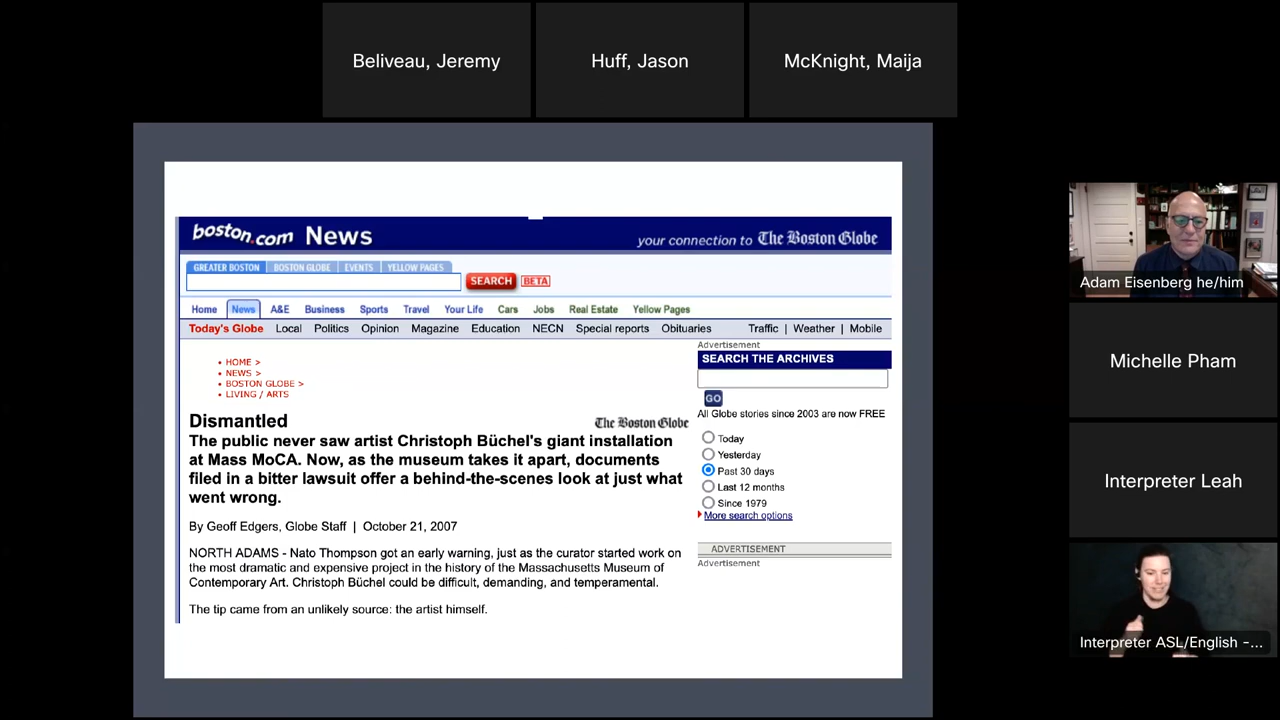 Beliveau, Jeremy
Huff, Jason
McKnight, Maija
boston.com News
your connection to The Boston Globe
GREATER BOSTON BOSTON GLOBE EVENTS YELLOW PAGES
SEARCH BETA
Home News A&E Business Sports Travel Your Life Cars Jobs Real Estate Yellow Pages
Today's Globe Local Politics Opinion Magazine Education NECN Special reports Obituaries Traffic | Weather | Mobile
• HOME >
• NEWS >
• BOSTON GLOBE >
• LIVING / ARTS
Dismantled
The Boston Globe
The public never saw artist Christoph Büchel's giant installation
at Mass MoCA. Now, as the museum takes it apart, documents
filed in a bitter lawsuit offer a behind-the-scenes look at just what
went wrong.
By Geoff Edgers, Globe Staff | October 21, 2007
NORTH ADAMS - Nato Thompson got an early warning, just as the curator started work on
the most dramatic and expensive project in the history of the Massachusetts Museum of
Contemporary Art. Christoph Büchel could be difficult, demanding, and temperamental.
The tip came from an unlikely source: the artist himself.
Advertisement
SEARCH THE ARCHIVES
GO
All Globe stories since 2003 are now FREE
Today
Yesterday
Past 30 days
Last 12 months
Since 1979
More search options
ADVERTISEMENT
Advertisement
Adam Eisenberg he/him
Michelle Pham
Interpreter Leah
Interpreter ASL/English -...